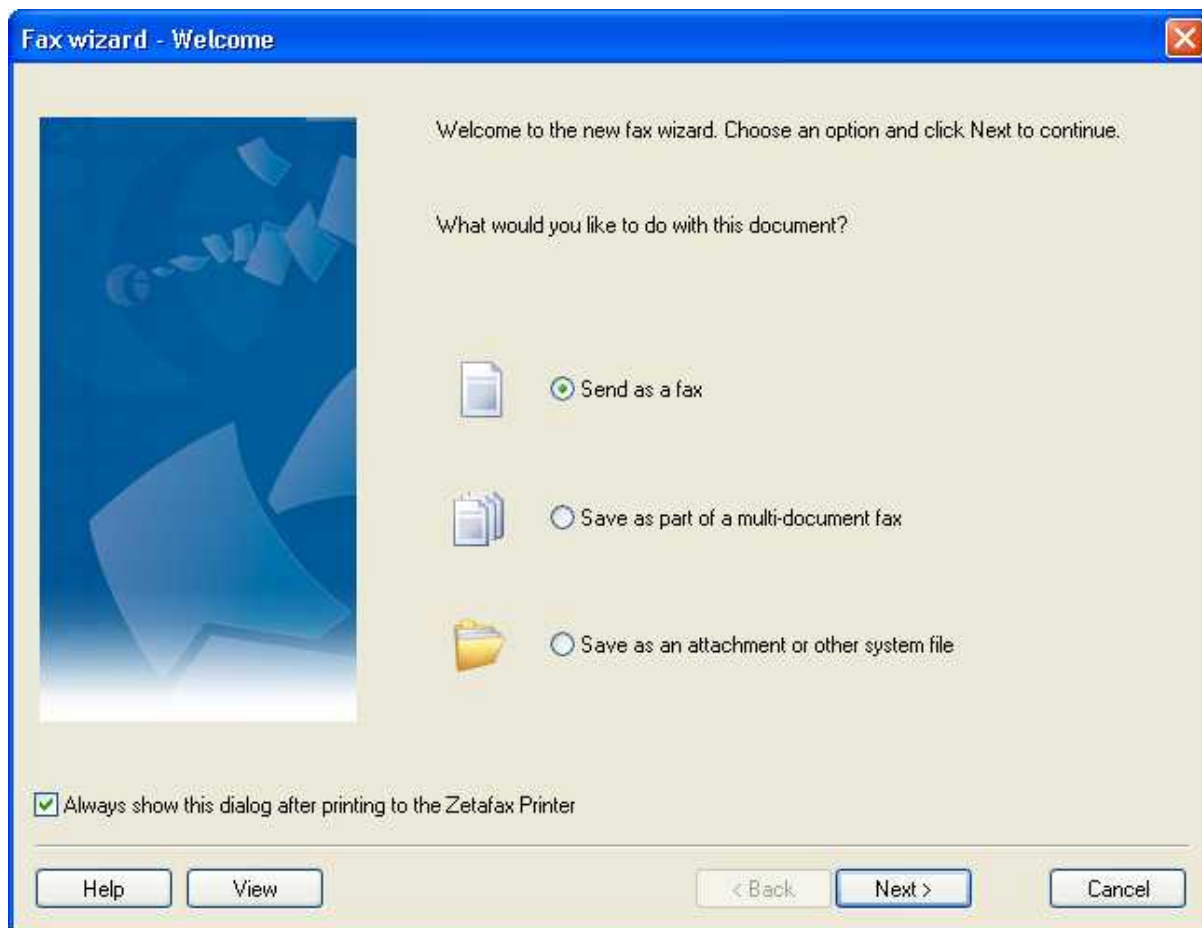 Fax wizard - Welcome
Welcome to the new fax wizard. Choose an option and click Next to continue.
What would you like to do with this document?
Send as a fax
Save as part of a multi-document fax
Save as an attachment or other system file
Always show this dialog after printing to the Zetafax Printer
Help View < Back Next > Cancel